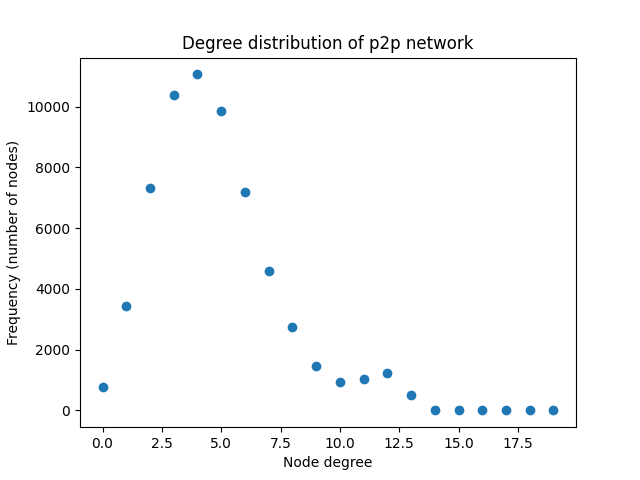 Degree distribution of p2p network
Frequency (number of nodes)
10000
8000
6000
4000
2000
0
0.0 2.5 5.0 7.5 10.0 12.5 15.0 17.5
Node degree